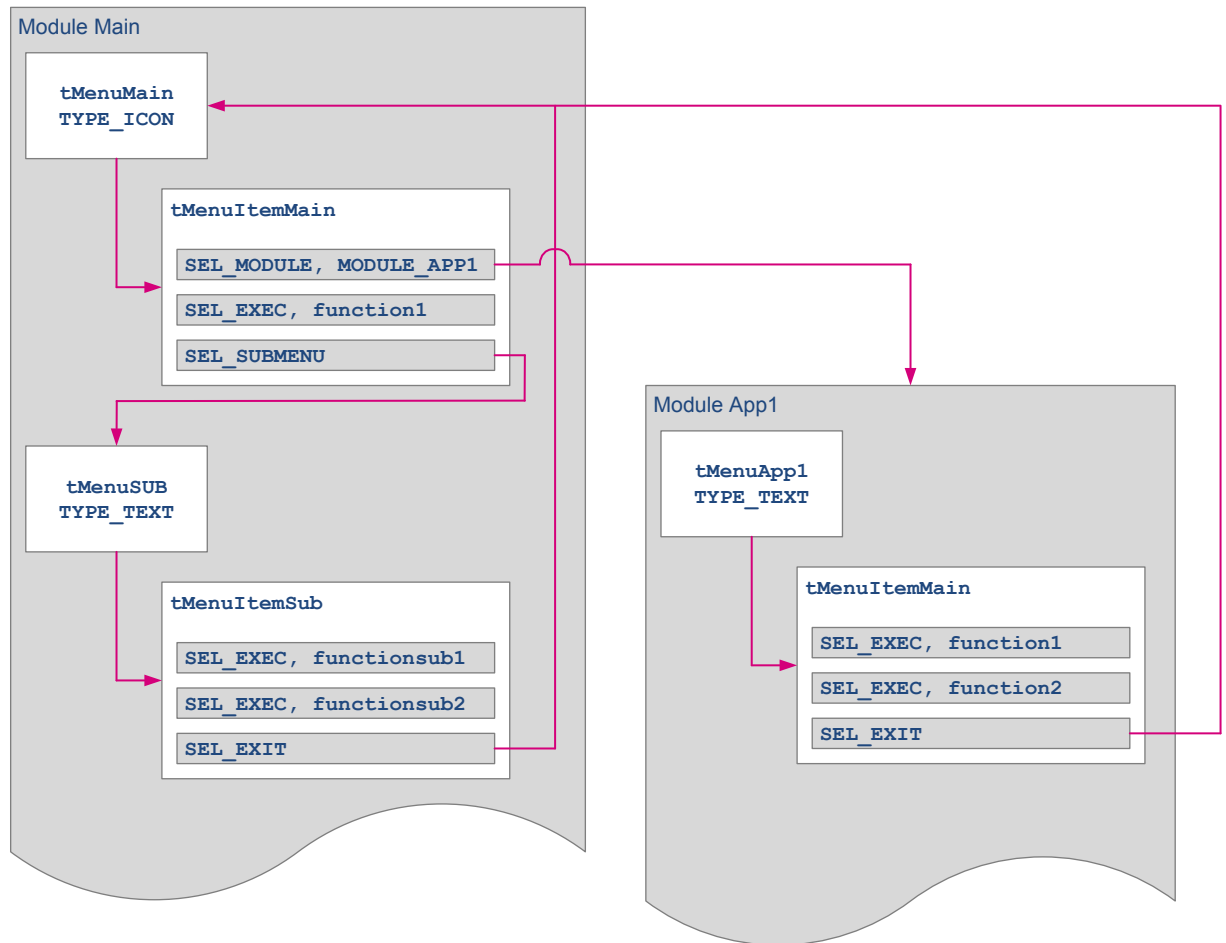 Module Main
tMenuMain
TYPE_ICON
tMenuItemMain
SEL_MODULE, MODULE_APP1
SEL_EXEC, function1
SEL_SUBMENU
tMenuSUB
TYPE_TEXT
tMenuItemSub
SEL_EXEC, functionsub1
SEL_EXEC, functionsub2
SEL_EXIT
Module App1
tMenuApp1
TYPE_TEXT
tMenuItemMain
SEL_EXEC, function1
SEL_EXEC, function2
SEL_EXIT